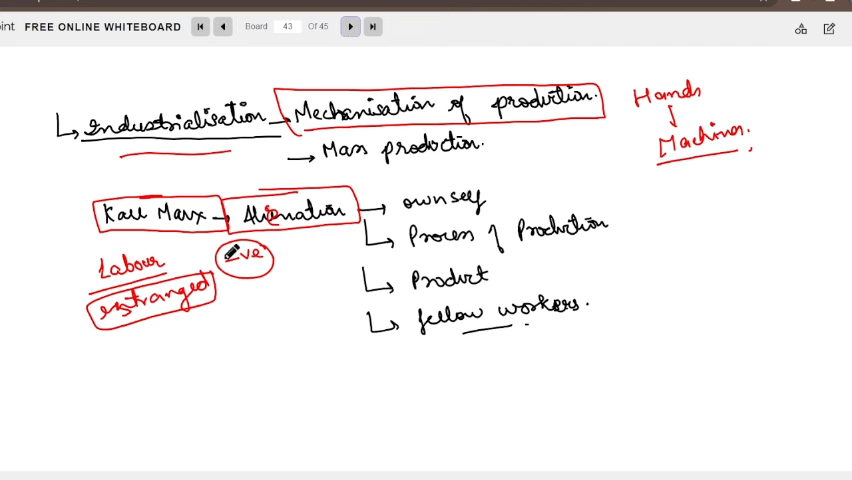 oint FREE ONLINE WHITEBOARD Board 43 Of 45
Industrialisation → Mechanisation of production.
→ Mass production.
Hands
↓
Machines.
Karl Marx → Alienation → ownself
Process of Production
Product
fellow workers.
Labour
estranged
-ve